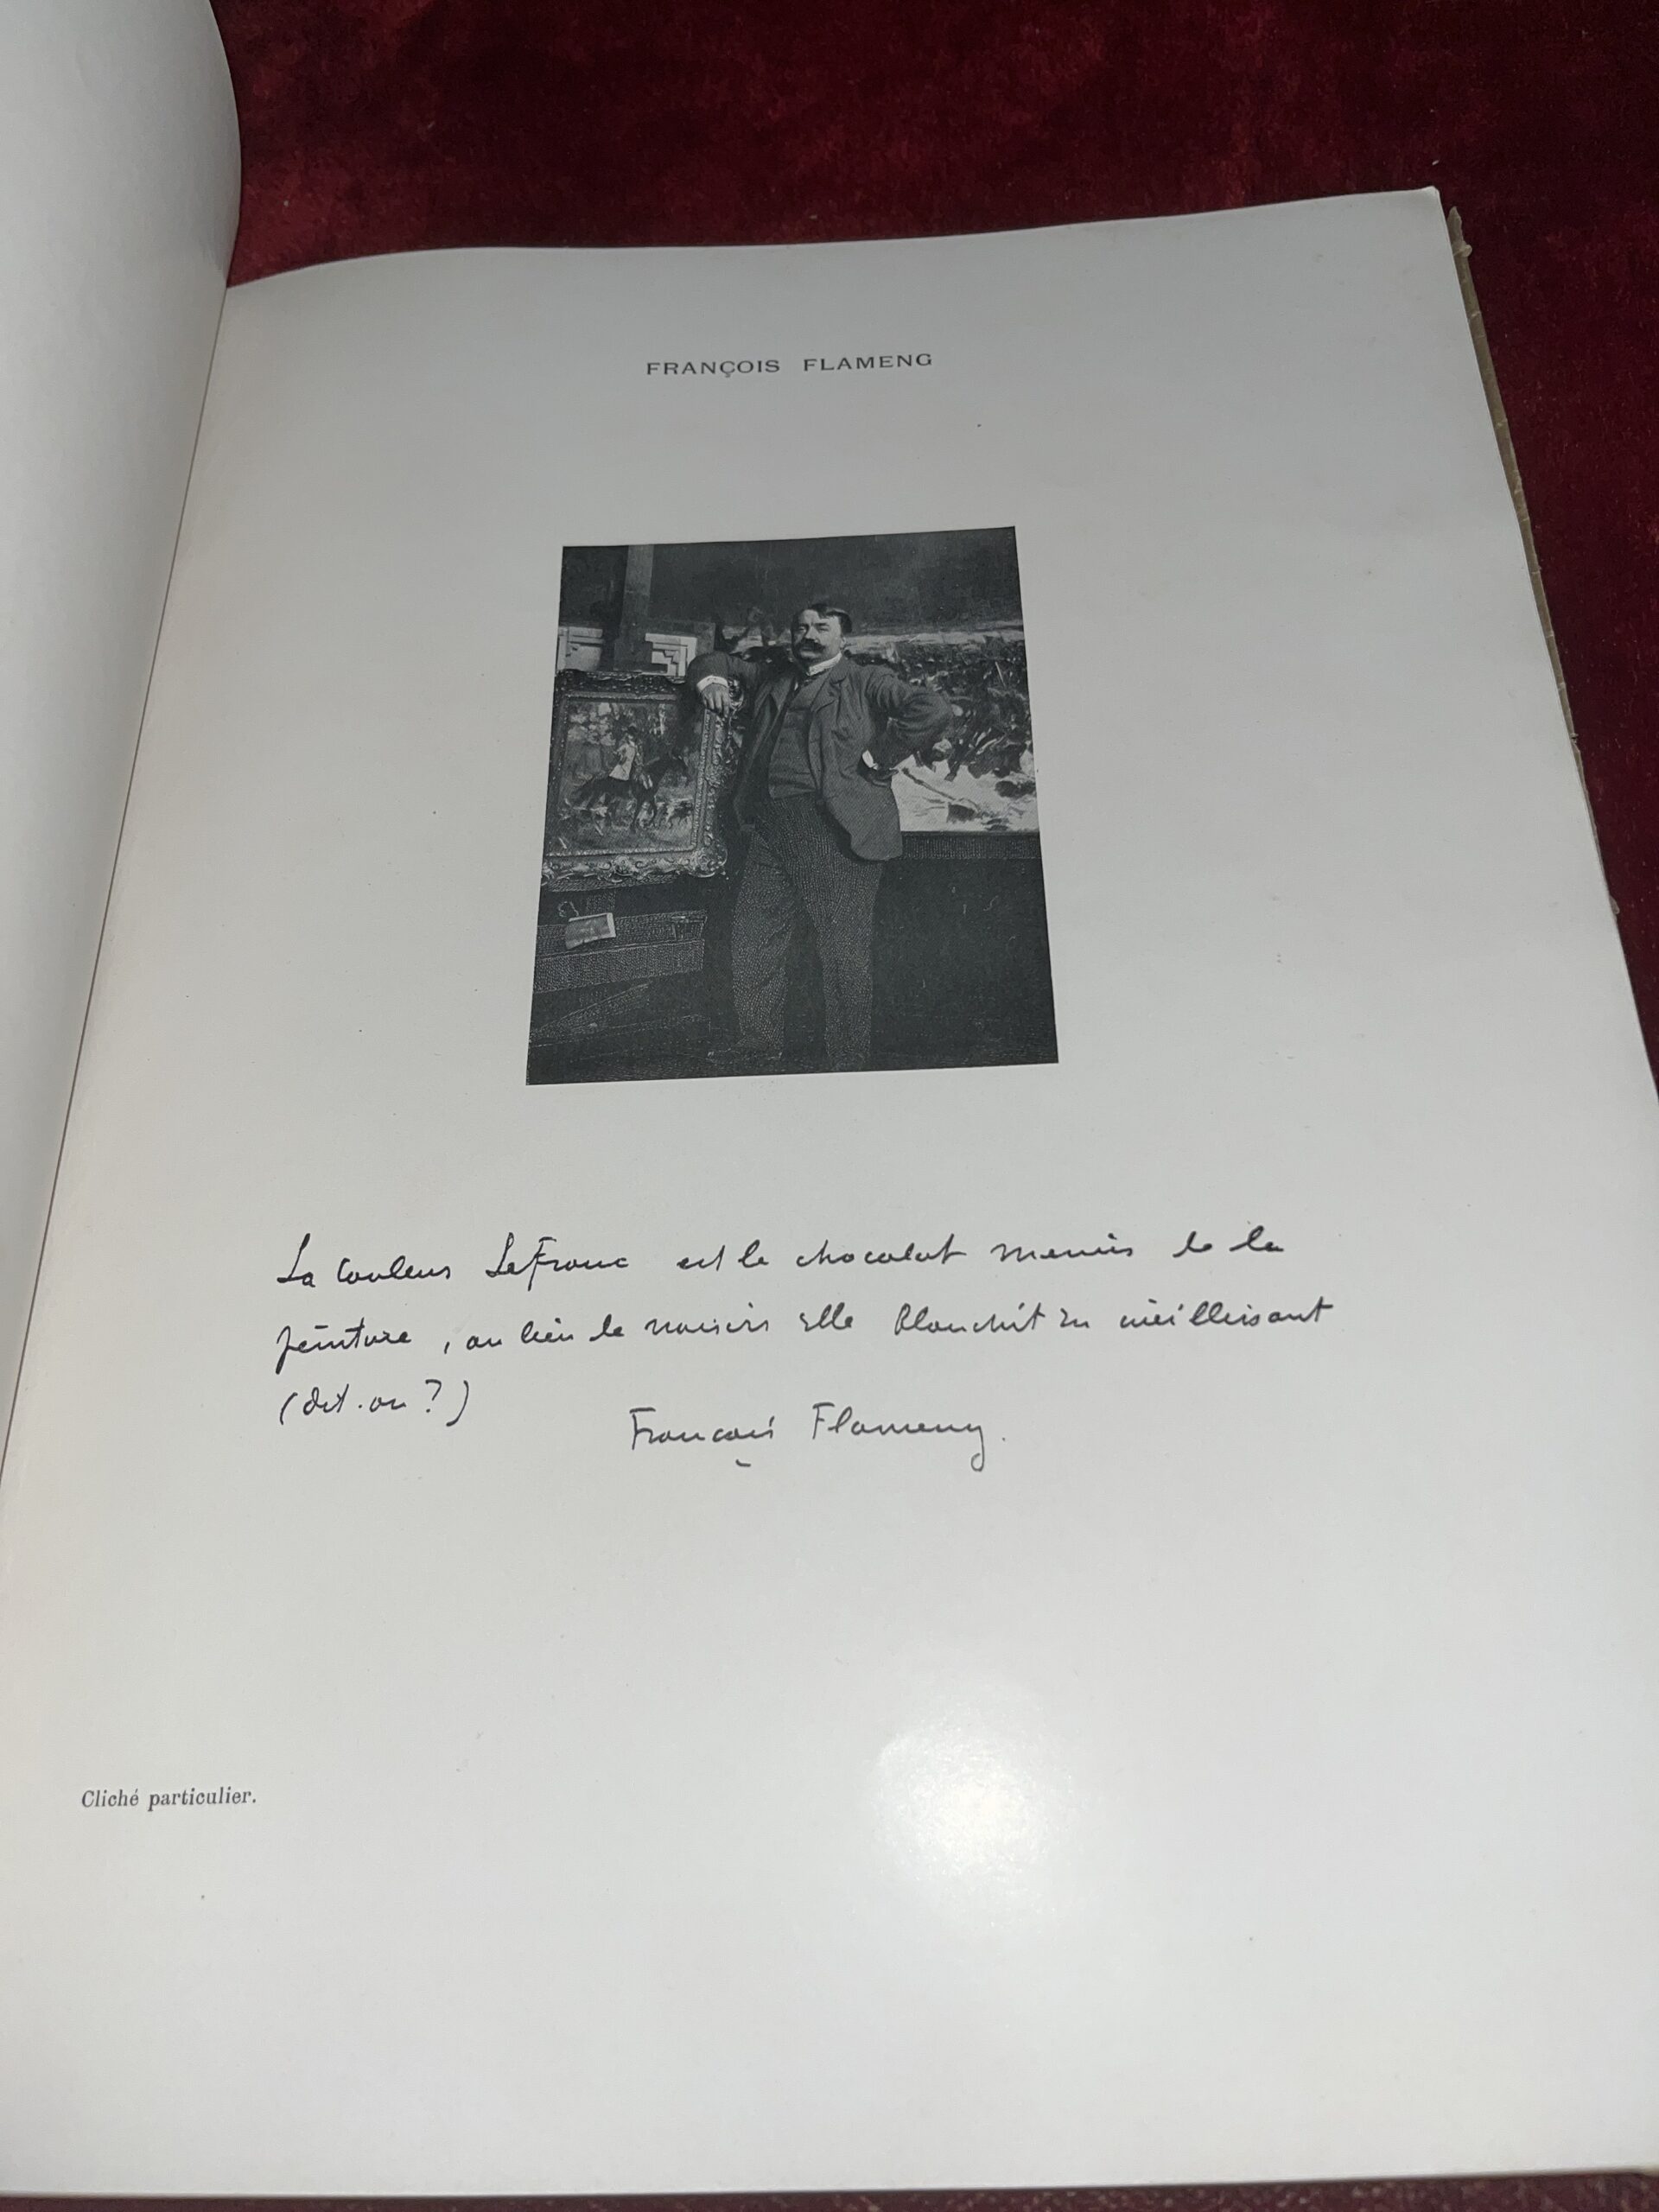 FRANÇOIS FLAMENG
La Couleur LeFranc est le chocolat menier de la
peinture, au lieu de noircir elle blanchit en vieillissant
(dit-on ?)
François Flameng.
Cliché particulier.